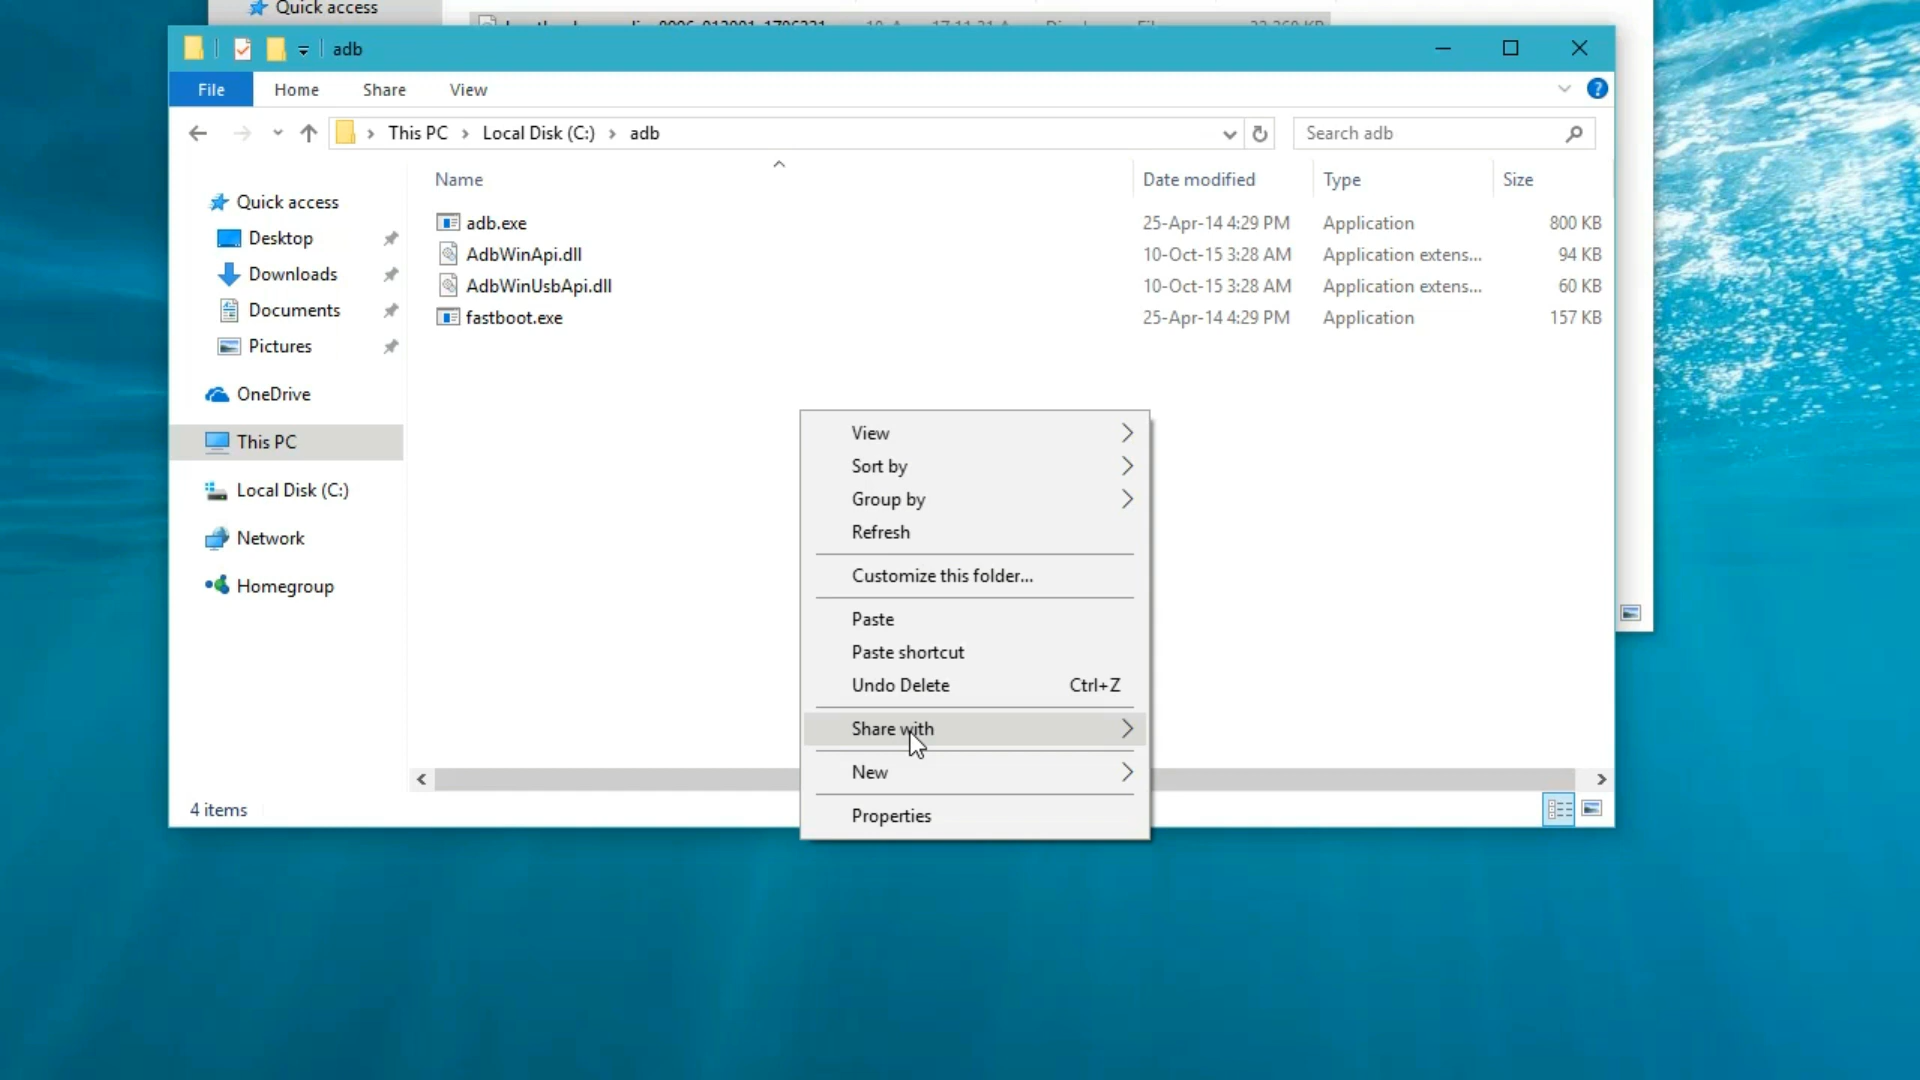 Quick access
adb
File Home Share View
This PC Local Disk (C:) adb
Search adb
Name Date modified Type Size
Quick access
Desktop
Downloads
Documents
Pictures
OneDrive
This PC
Local Disk (C:)
Network
Homegroup
adb.exe 25-Apr-14 4:29 PM Application 800 KB
AdbWinApi.dll 10-Oct-15 3:28 AM Application extens... 94 KB
AdbWinUsbApi.dll 10-Oct-15 3:28 AM Application extens... 60 KB
fastboot.exe 25-Apr-14 4:29 PM Application 157 KB
View
Sort by
Group by
Refresh
Customize this folder...
Paste
Paste shortcut
Undo Delete Ctrl+Z
Share with
New
Properties
4 items